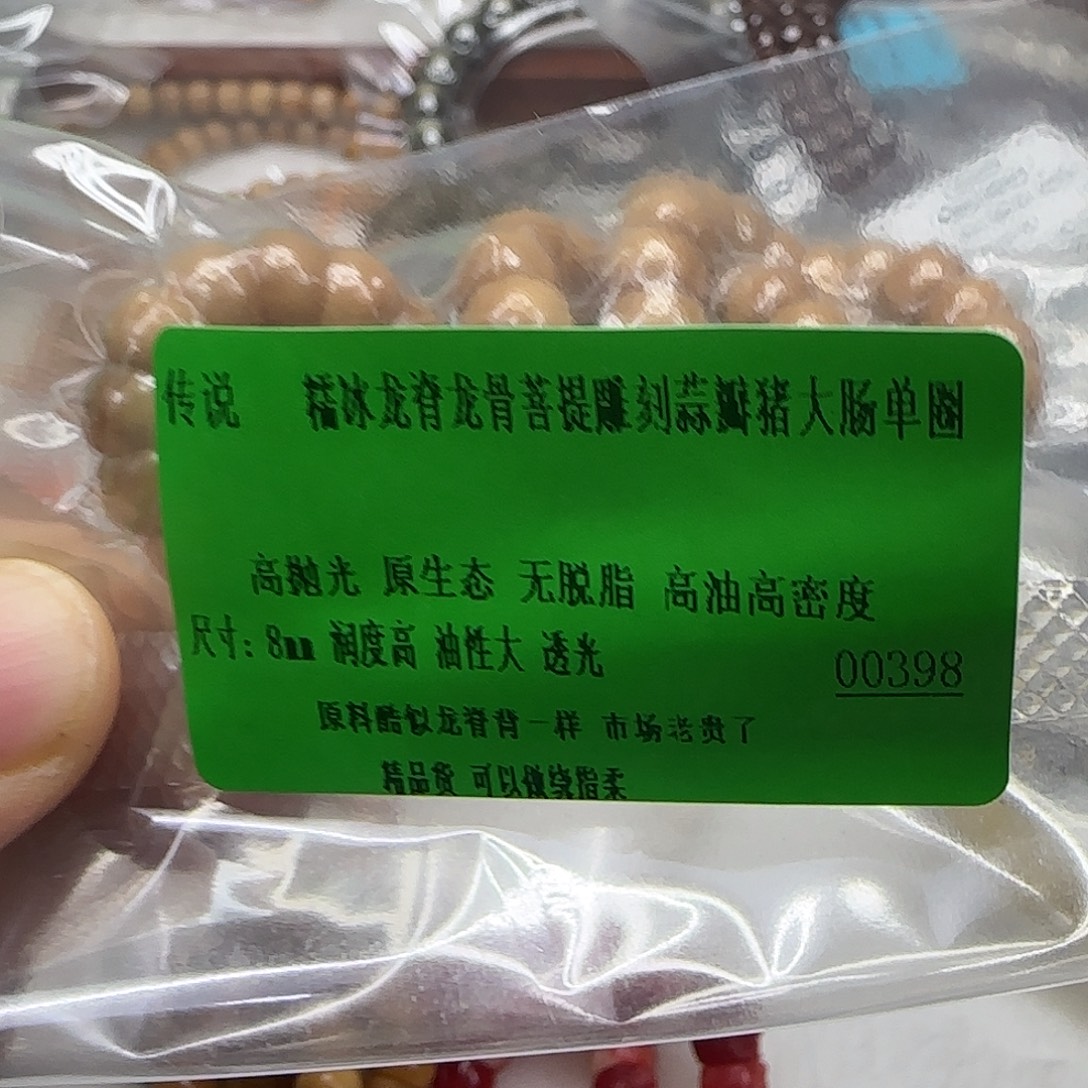 传说 糯冰龙脊龙骨菩提雕刻蒜瓣猪大肠单圈
高抛光 原生态 无脱脂 高油高密度
尺寸: 8mm 润度高 油性大 透光
00398
原料酷似龙脊背一样 市场老贵了
精品货 可以做绕指柔